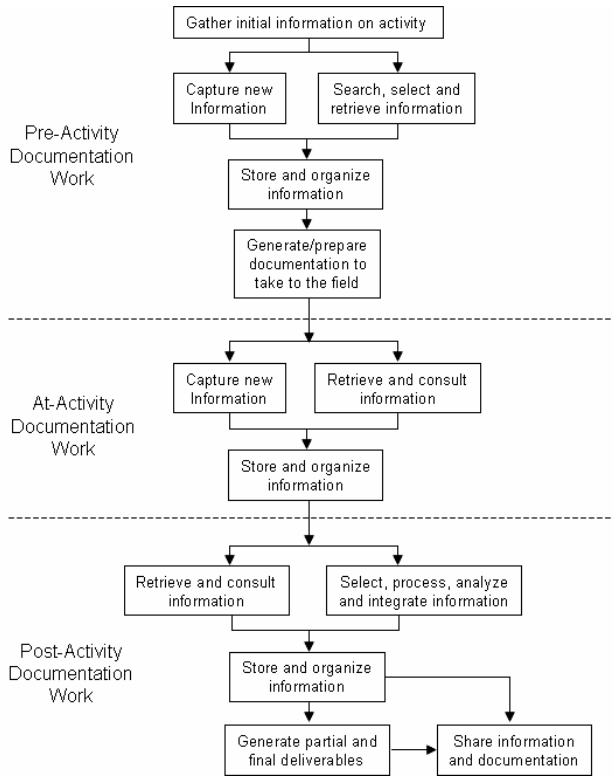 Gather initial information on activity
Capture new
Information
Search, select and
retrieve information
Pre-Activity
Documentation
Work
Store and organize
information
Generate/prepare
documentation to
take to the field
Capture new
Information
Retrieve and consult
information
At-Activity
Documentation
Work
Store and organize
information
Retrieve and consult
information
Select, process, analyze
and integrate information
Post-Activity
Documentation
Work
Store and organize
information
Generate partial and
final deliverables
Share information
and documentation